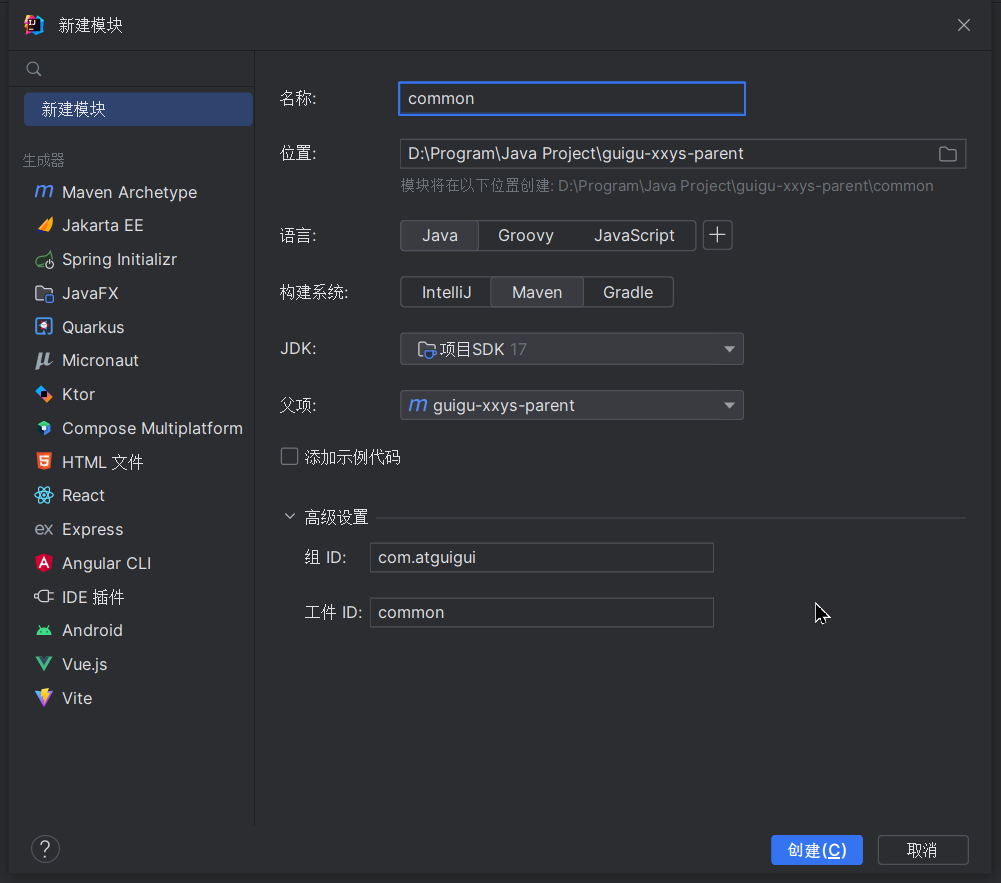 新建模块
新建模块
生成器
Maven Archetype
Jakarta EE
Spring Initializr
JavaFX
Quarkus
Micronaut
Ktor
Compose Multiplatform
HTML 文件
React
Express
Angular CLI
IDE 插件
Android
Vue.js
Vite
名称: common
位置: D:\Program\Java Project\guigu-xxys-parent
模块将在以下位置创建: D:\Program\Java Project\guigu-xxys-parent\common
语言: Java Groovy JavaScript
构建系统: IntelliJ Maven Gradle
JDK: 项目SDK 17
父项: guigu-xxys-parent
添加示例代码
高级设置
组 ID: com.atguigui
工件 ID: common
? 创建(C) 取消